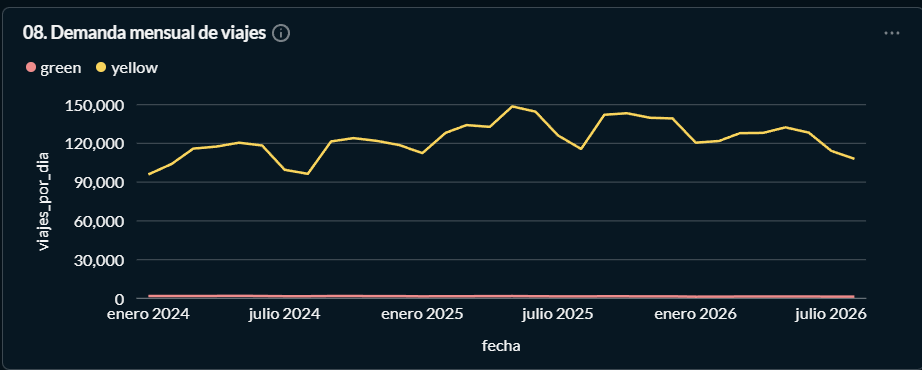 08. Demanda mensual de viajes
green yellow
viajes_por_dia
150,000
120,000
90,000
60,000
30,000
0
enero 2024 julio 2024 enero 2025 julio 2025 enero 2026 julio 2026
fecha